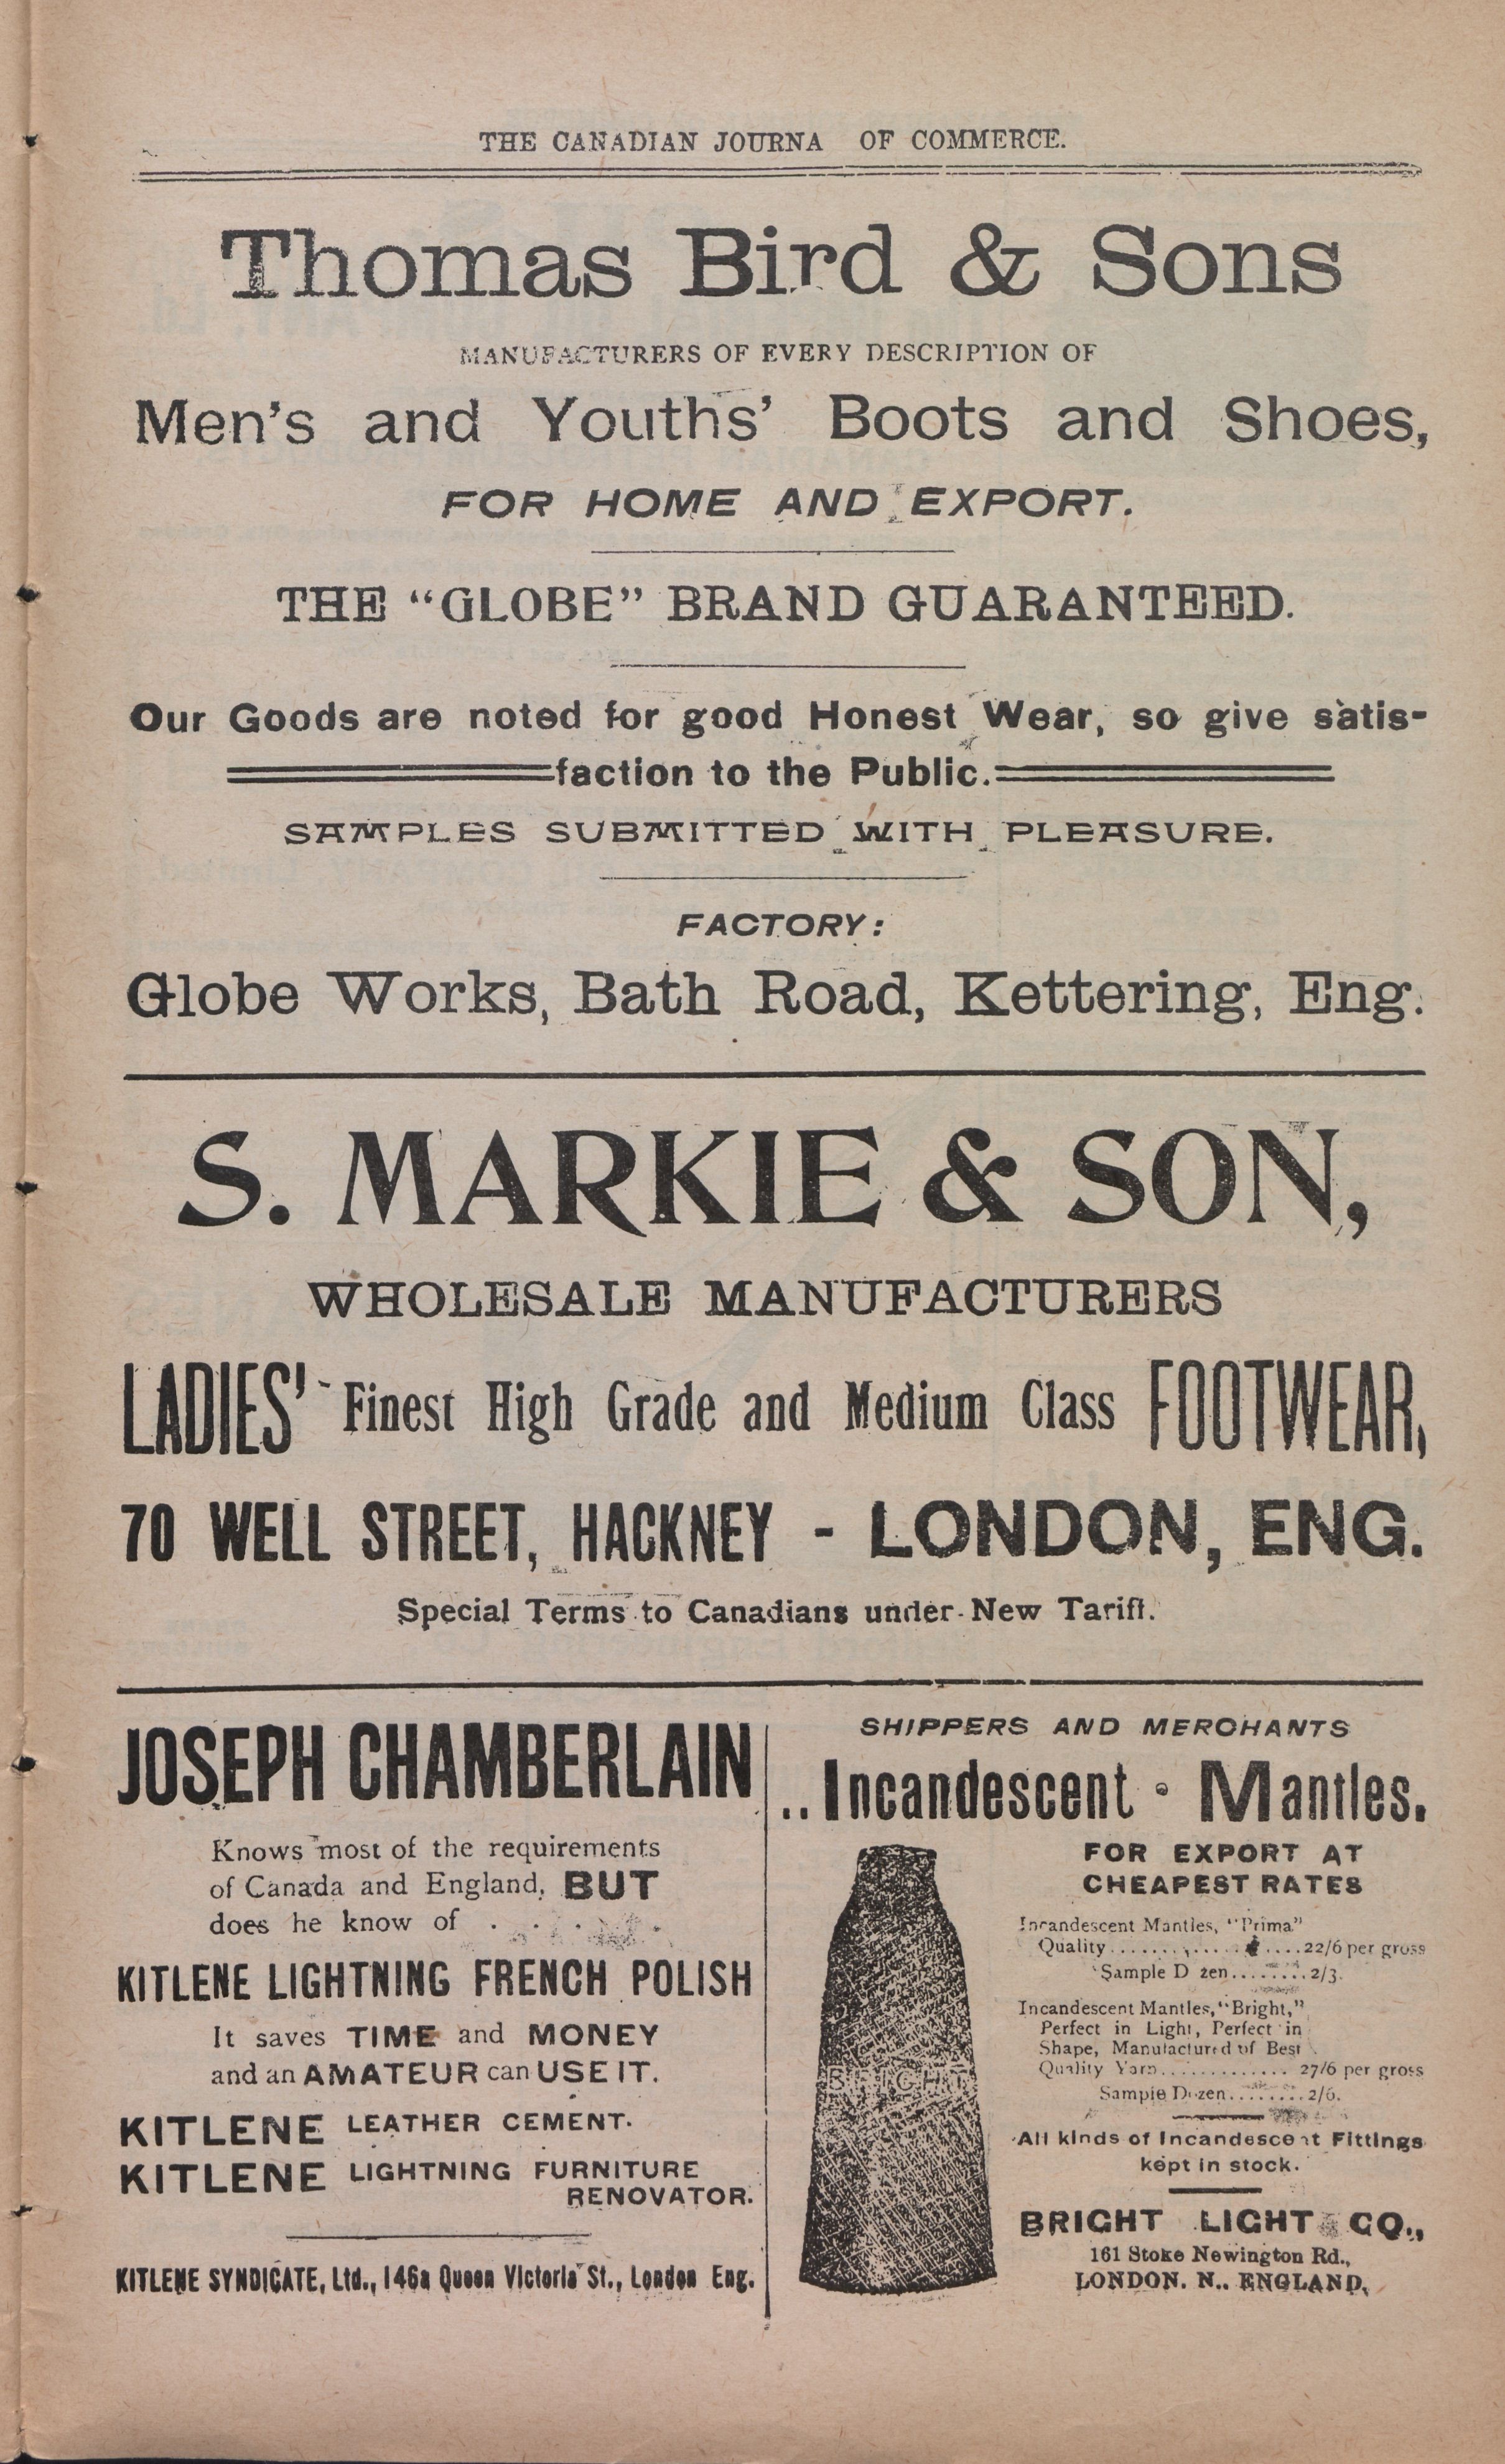 THE CANADIAN JOURNA OF COMMERCE.
Thomas Bird & Sons
MANUFACTURERS OF EVERY DESCRIPTION OF
Men's and Youths' Boots and Shoes,
FOR HOME AND EXPORT.
THE "GLOBE" BRAND GUARANTEED.
Our Goods are noted for good Honest Wear, so give satis-
faction to the Public.
SAMPLES SUBMITTED WITH PLEASURE.
FACTORY:
Globe Works, Bath Road, Kettering, Eng.
S. MARKIE & SON,
WHOLESALE MANUFACTURERS
LADIES' Finest High Grade and Medium Class FOOTWEAR,
70 WELL STREET, HACKNEY - LONDON, ENG.
Special Terms to Canadians under New Tariff.
JOSEPH CHAMBERLAIN
Knows most of the requirements
of Canada and England, BUT
does he know of . . . .
KITLENE LIGHTNING FRENCH POLISH
It saves TIME and MONEY
and an AMATEUR can USE IT.
KITLENE LEATHER CEMENT.
KITLENE LIGHTNING FURNITURE
RENOVATOR.
KITLENE SYNDICATE, Ltd., 146a Queen Victoria St., London Eng.
SHIPPERS AND MERCHANTS
..Incandescent - Mantles.
FOR EXPORT AT
CHEAPEST RATES
Incandescent Mantles, "Prima"
Quality....................22/6 per gross
Sample D zen.........2/3.
Incandescent Mantles, "Bright,"
Perfect in Light, Perfect in
Shape, Manufactured of Best
Quality Yarn.............. 27/6 per gross
Sample Dozen.........2/6.
All kinds of Incandescent Fittings
kept in stock.
BRIGHT LIGHT CO.,
161 Stoke Newington Rd.,
LONDON. N., ENGLAND,
BRIGHT